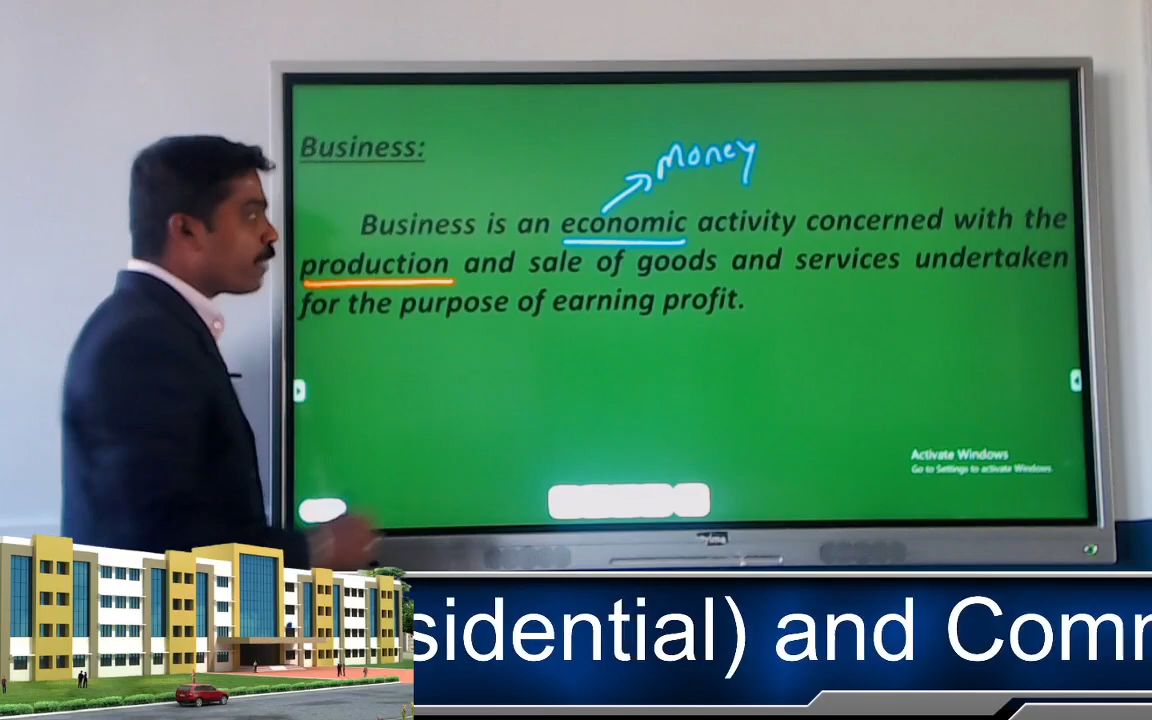 Business:
Money
Business is an economic activity concerned with the
production and sale of goods and services undertaken
for the purpose of earning profit.
Activate Windows
Go to Settings to activate Windows.
sidential) and Comm